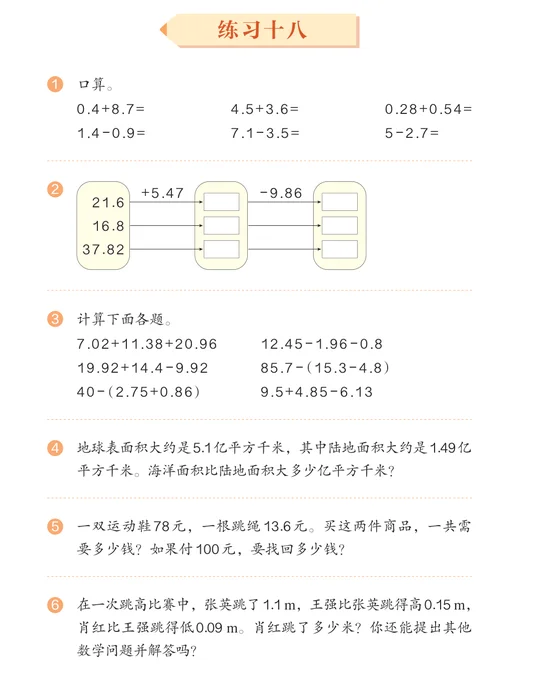 练习十八
1 口算。
0.4+8.7= 4.5+3.6= 0.28+0.54=
1.4-0.9= 7.1-3.5= 5-2.7=
2
+5.47 -9.86
21.6
16.8
37.82
3 计算下面各题。
7.02+11.38+20.96 12.45-1.96-0.8
19.92+14.4-9.92 85.7-(15.3-4.8)
40-(2.75+0.86) 9.5+4.85-6.13
4 地球表面积大约是5.1亿平方千米，其中陆地面积大约是1.49亿
平方千米。海洋面积比陆地面积大多少亿平方千米？
5 一双运动鞋78元，一根跳绳13.6元。买这两件商品，一共需
要多少钱？如果付100元，要找回多少钱？
6 在一次跳高比赛中，张英跳了1.1 m，王强比张英跳得高0.15 m，
肖红比王强跳得低0.09 m。肖红跳了多少米？你还能提出其他
数学问题并解答吗？